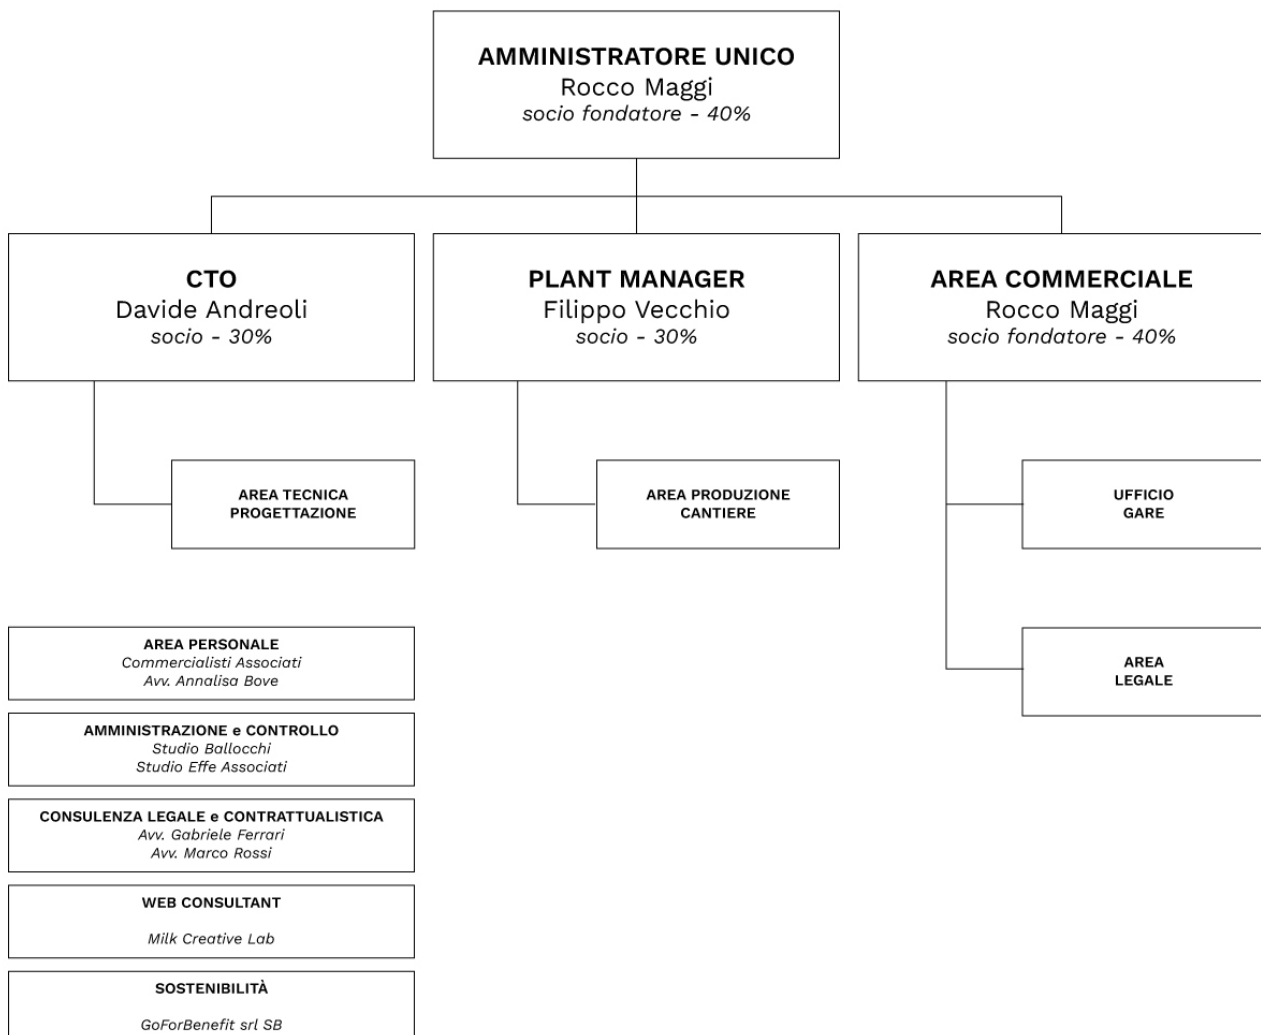 AMMINISTRATORE UNICO
Rocco Maggi
socio fondatore - 40%
CTO
Davide Andreoli
socio - 30%
PLANT MANAGER
Filippo Vecchio
socio - 30%
AREA COMMERCIALE
Rocco Maggi
socio fondatore - 40%
AREA TECNICA
PROGETTAZIONE
AREA PRODUZIONE
CANTIERE
UFFICIO
GARE
AREA
LEGALE
AREA PERSONALE
Commercialisti Associati
Avv. Annalisa Bove
AMMINISTRAZIONE e CONTROLLO
Studio Ballocchi
Studio Effe Associati
CONSULENZA LEGALE e CONTRATTUALISTICA
Avv. Gabriele Ferrari
Avv. Marco Rossi
WEB CONSULTANT
Milk Creative Lab
SOSTENIBILITÀ
GoForBenefit srl SB